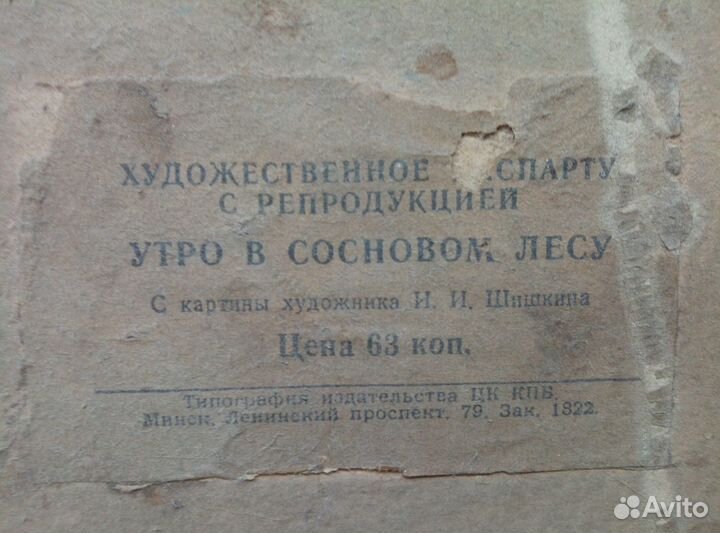 ХУДОЖЕСТВЕННОЕ
С РЕПРОДУКЦИЕЙ
УТРО В СОСНОВОМ ЛЕСУ
С картины художника И. И. Шишкина
Цена 63 коп.
Типография издательства ЦК КПБ.
Минск, Ленинский проспект, 79. Зак. 1822.
Avito